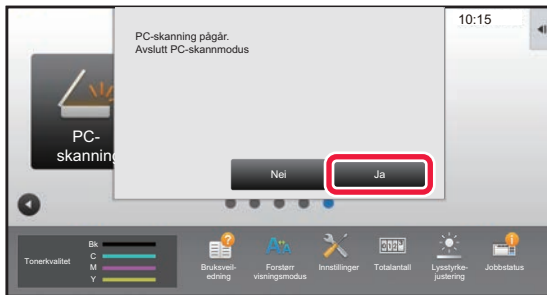 10:15
PC-skanning pågår.
Avslutt PC-skannmodus
PC-
skanning
Nei
Ja
Tonerkvalitet
Bk
C
M
Y
Bruksveil-
edning
Forstørr
visningsmodus
Innstillinger
Totalantall
Lysstyrke-
justering
Jobbstatus